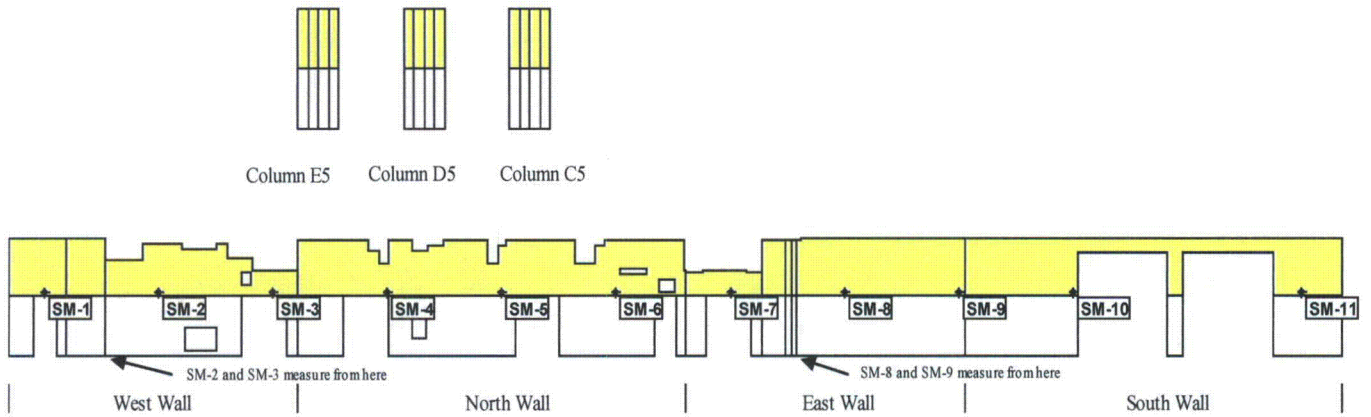 Column E5 Column D5 Column C5
SM-1 SM-2 SM-3 SM-4 SM-5 SM-6 SM-7 SM-8 SM-9 SM-10 SM-11
SM-2 and SM-3 measure from here SM-8 and SM-9 measure from here
West Wall North Wall East Wall South Wall